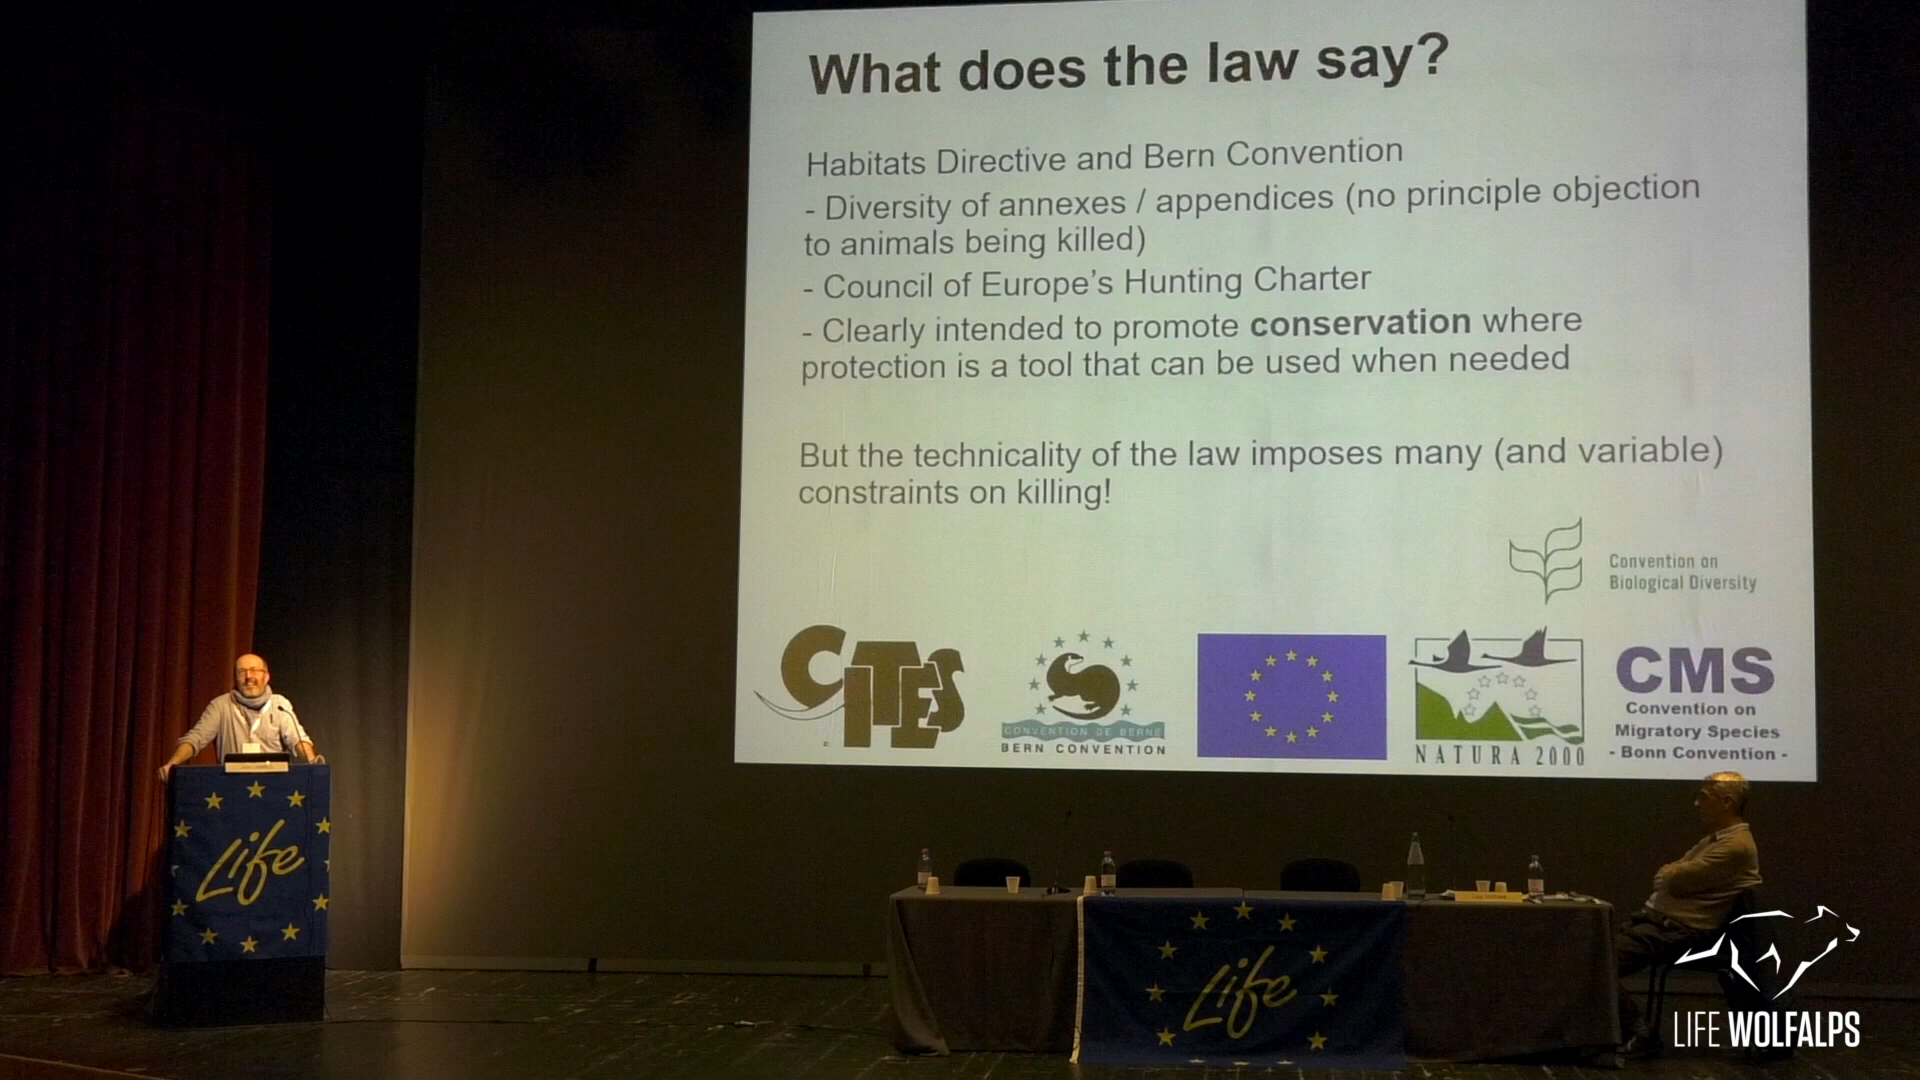 What does the law say?
Habitats Directive and Bern Convention
- Diversity of annexes / appendices (no principle objection
to animals being killed)
- Council of Europe's Hunting Charter
- Clearly intended to promote conservation where
protection is a tool that can be used when needed
But the technicality of the law imposes many (and variable)
constraints on killing!
Convention on
Biological Diversity
CITES
CONVENTION DE BERNE
BERN CONVENTION
NATURA 2000
CMS
Convention on
Migratory Species
- Bonn Convention -
Life
Life
LIFE WOLFALPS